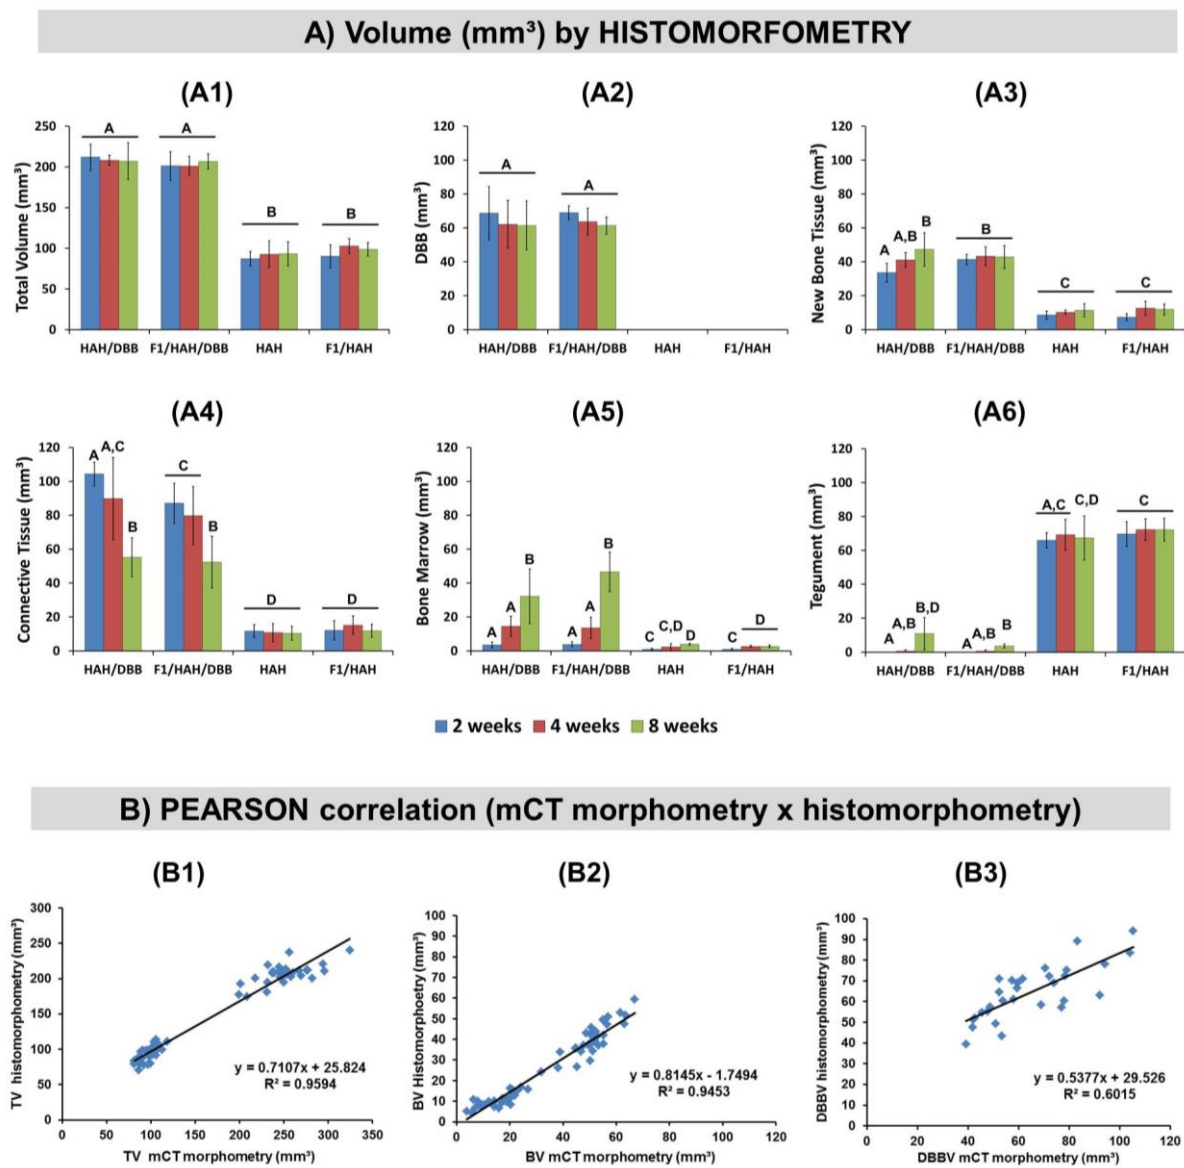 A) Volume (mm³) by HISTOMORFOMETRY
(A1)
Total Volume (mm³)
250
200
150
100
50
0
A
A
B
B
HAH/DBB
F1/HAH/DBB
HAH
F1/HAH
(A2)
DBB (mm³)
120
100
80
60
40
20
0
A
A
HAH/DBB
F1/HAH/DBB
HAH
F1/HAH
(A3)
New Bone Tissue (mm³)
120
100
80
60
40
20
0
A
A,B
B
B
C
C
HAH/DBB
F1/HAH/DBB
HAH
F1/HAH
(A4)
Connective Tissue (mm³)
120
100
80
60
40
20
0
A
A,C
B
C
B
D
D
HAH/DBB
F1/HAH/DBB
HAH
F1/HAH
(A5)
Bone Marrow (mm³)
120
100
80
60
40
20
0
A
A
B
A
A
B
C
C,D
D
C
D
HAH/DBB
F1/HAH/DBB
HAH
F1/HAH
(A6)
Tegument (mm³)
120
100
80
60
40
20
0
A
A,B
B,D
A
A,B
B
A,C
C,D
C
HAH/DBB
F1/HAH/DBB
HAH
F1/HAH
2 weeks
4 weeks
8 weeks
B) PEARSON correlation (mCT morphometry x histomorphometry)
(B1)
TV histomorphometry (mm³)
300
250
200
150
100
50
0
y = 0.7107x + 25.824
R² = 0.9594
0
50
100
150
200
250
300
350
TV mCT morphometry (mm³)
(B2)
BV Histomorphoetry (mm³)
100
90
80
70
60
50
40
30
20
10
0
y = 0.8145x - 1.7494
R² = 0.9453
0
20
40
60
80
100
120
BV mCT morphometry (mm³)
(B3)
DBBV histomorphometry (mm³)
100
90
80
70
60
50
40
30
20
10
0
y = 0.5377x + 29.526
R² = 0.6015
0
20
40
60
80
100
120
DBBV mCT morphometry (mm³)